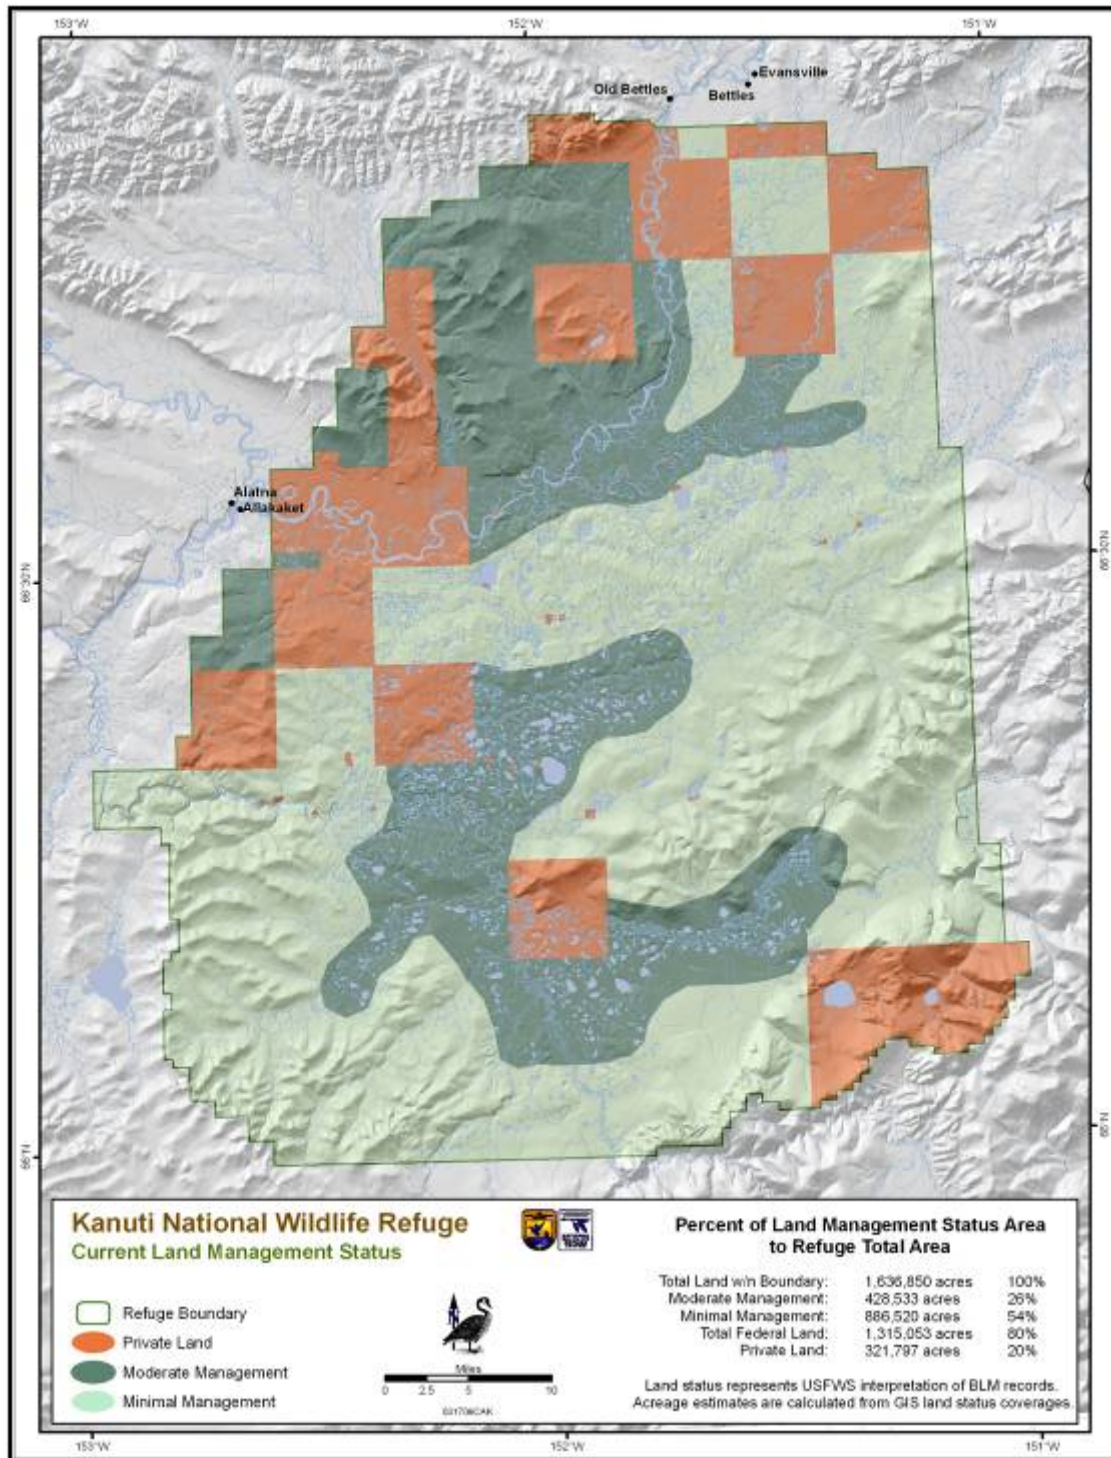 153°W 152°W 151°W
Evansville
Old Bettles
Bettles
Alatna
Allakaket
66°30'N 66°30'N
66°N 66°N
Kanuti National Wildlife Refuge
Current Land Management Status
Refuge Boundary
Private Land
Moderate Management
Minimal Management
N
Miles
0 2.5 5 10
Percent of Land Management Status Area
to Refuge Total Area
Total Land w/n Boundary: 1,636,850 acres 100%
Moderate Management: 428,533 acres 26%
Minimal Management: 886,520 acres 54%
Total Federal Land: 1,315,053 acres 80%
Private Land: 321,797 acres 20%
Land status represents USFWS interpretation of BLM records.
Acreage estimates are calculated from GIS land status coverages.
153°W 152°W 151°W